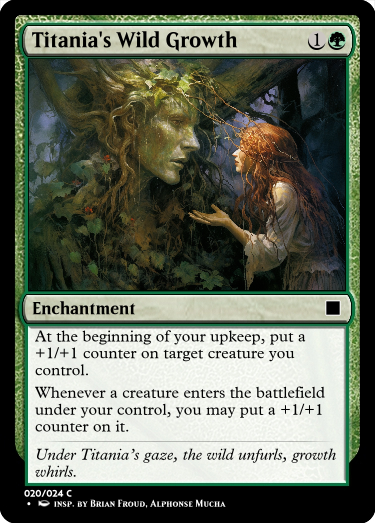 Titania's Wild Growth 1
Enchantment
At the beginning of your upkeep, put a
+1/+1 counter on target creature you
control.
Whenever a creature enters the battlefield
under your control, you may put a +1/+1
counter on it.
Under Titania's gaze, the wild unfurls, growth
whirls.
020/024 C
• insp. by Brian Froud, Alphonse Mucha